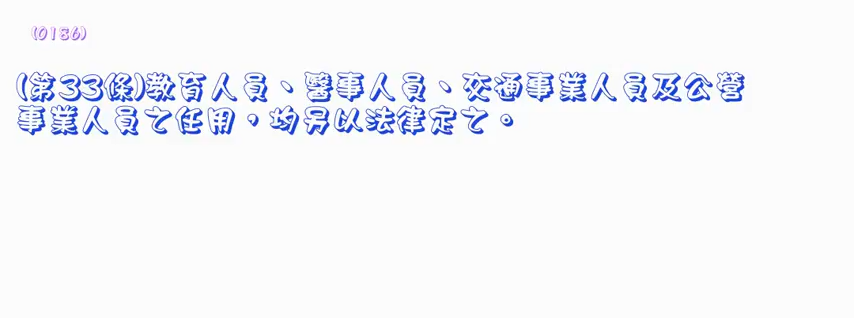 (0186)
(第33條)教育人員、醫事人員、交通事業人員及公營
事業人員之任用，均另以法律定之。